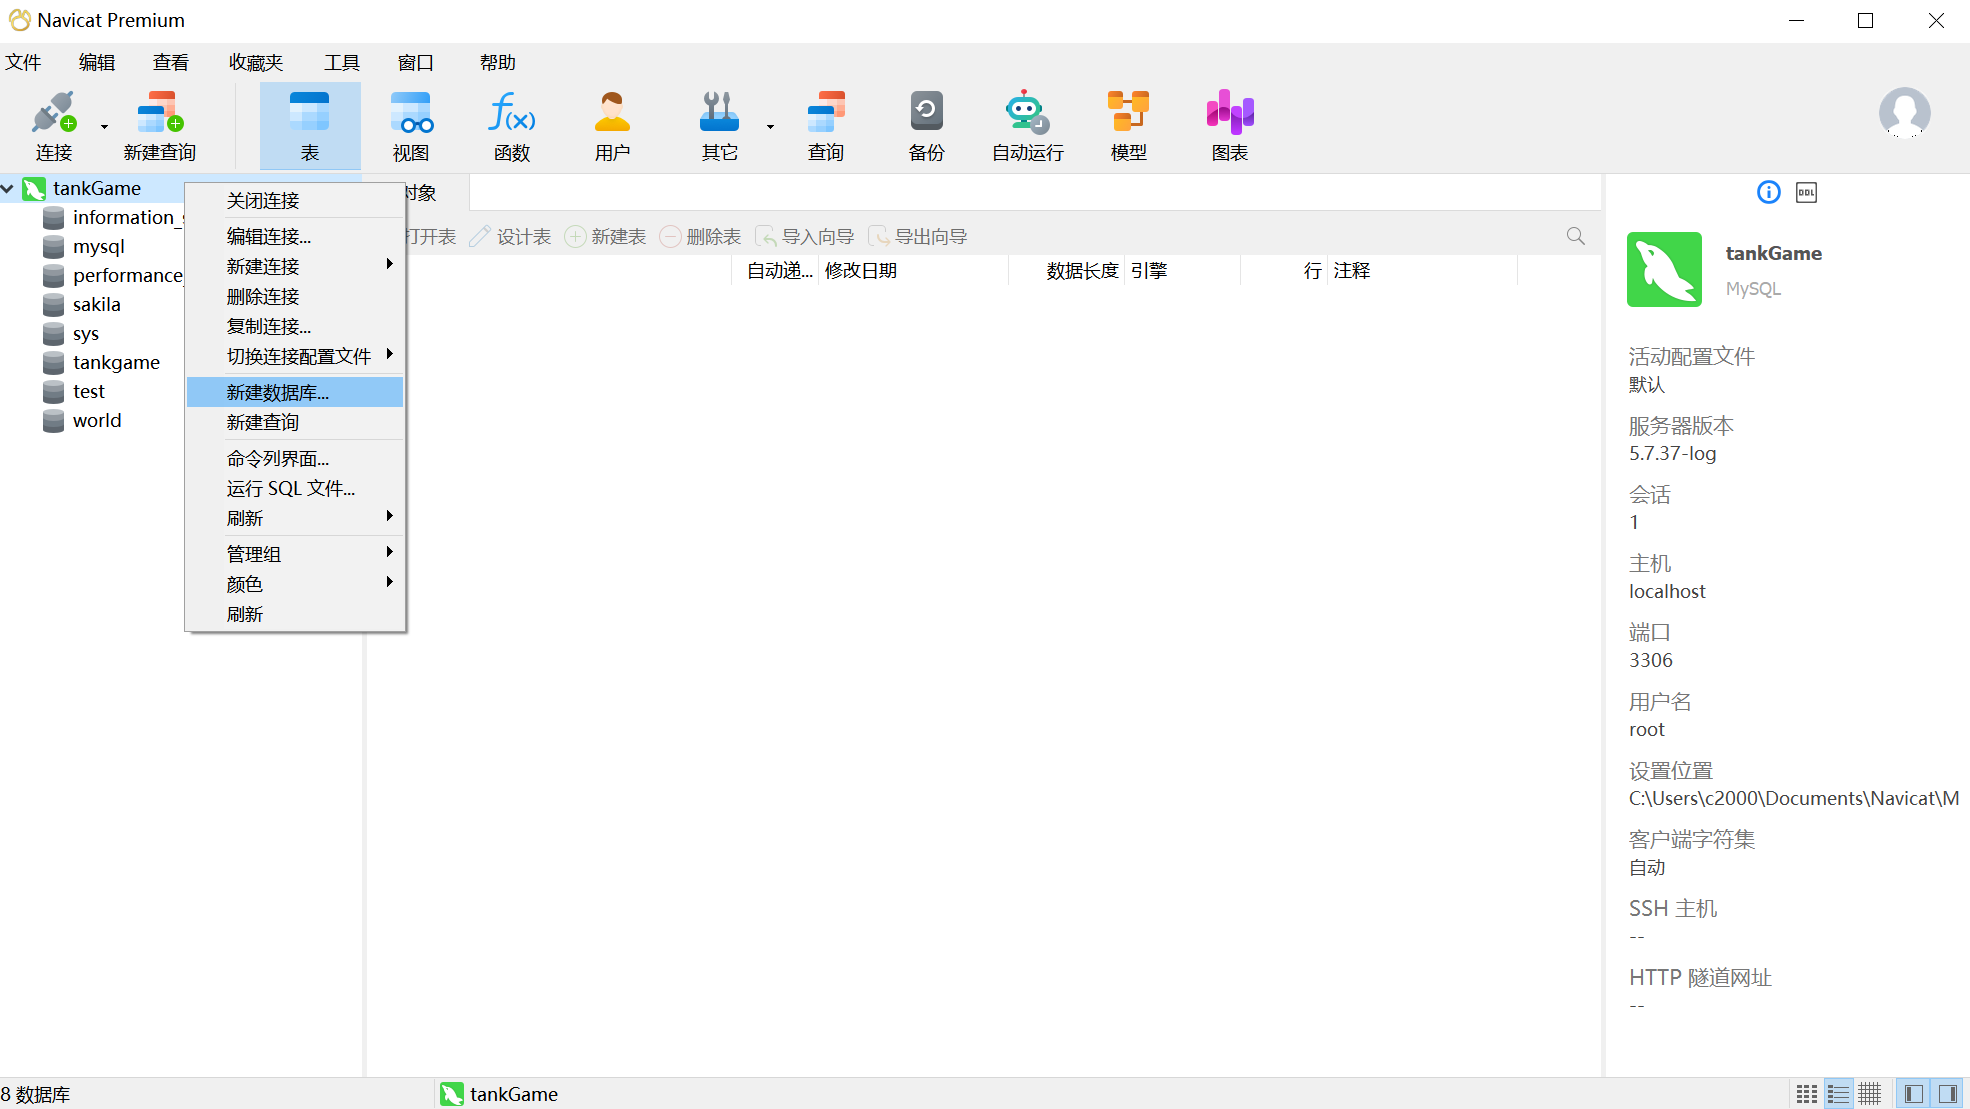 Navicat Premium
文件 编辑 查看 收藏夹 工具 窗口 帮助
连接 新建查询 表 视图 函数 用户 其它 查询 备份 自动运行 模型 图表
tankGame
information_s
mysql
performance_
sakila
sys
tankgame
test
world
关闭连接
编辑连接...
新建连接
删除连接
复制连接...
切换连接配置文件
新建数据库...
新建查询
命令列界面...
运行 SQL 文件...
刷新
管理组
颜色
刷新
对象
打开表 设计表 新建表 删除表 导入向导 导出向导
自动递... 修改日期 数据长度 引擎 行 注释
DDL
tankGame
MySQL
活动配置文件
默认
服务器版本
5.7.37-log
会话
1
主机
localhost
端口
3306
用户名
root
设置位置
C:\Users\c2000\Documents\Navicat\M
客户端字符集
自动
SSH 主机
--
HTTP 隧道网址
--
8 数据库 tankGame